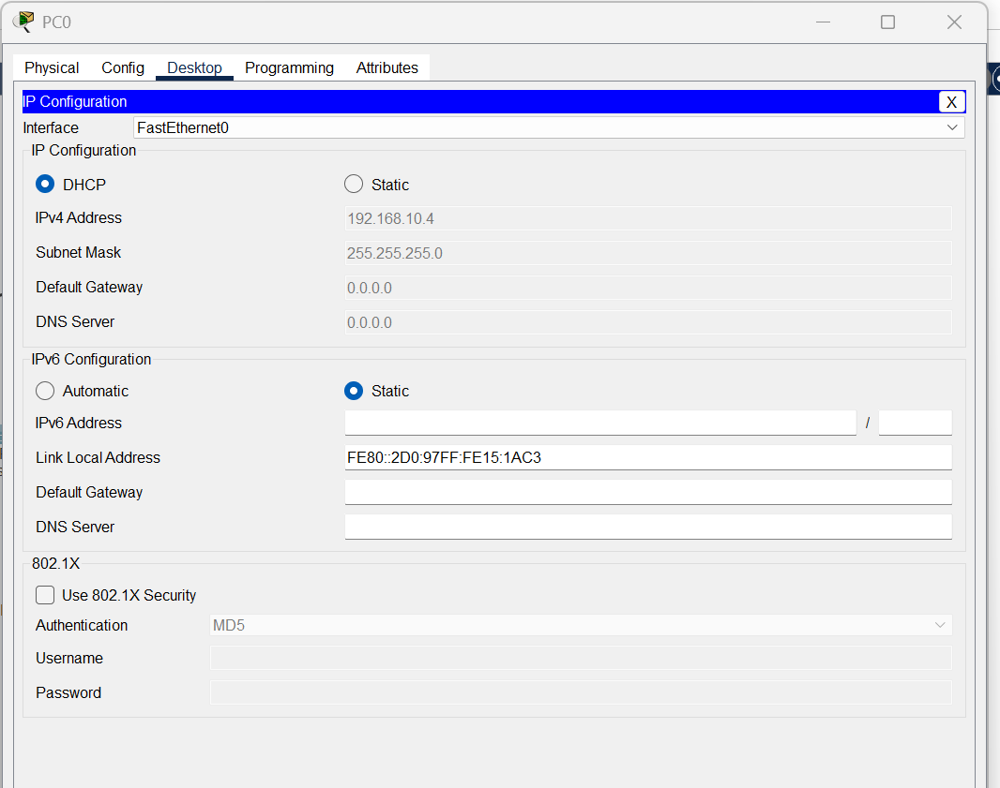 PC0
Physical Config Desktop Programming Attributes
IP Configuration X
Interface FastEthernet0
IP Configuration
DHCP Static
IPv4 Address 192.168.10.4
Subnet Mask 255.255.255.0
Default Gateway 0.0.0.0
DNS Server 0.0.0.0
IPv6 Configuration
Automatic Static
IPv6 Address /
Link Local Address FE80::2D0:97FF:FE15:1AC3
Default Gateway
DNS Server
802.1X
Use 802.1X Security
Authentication MD5
Username
Password